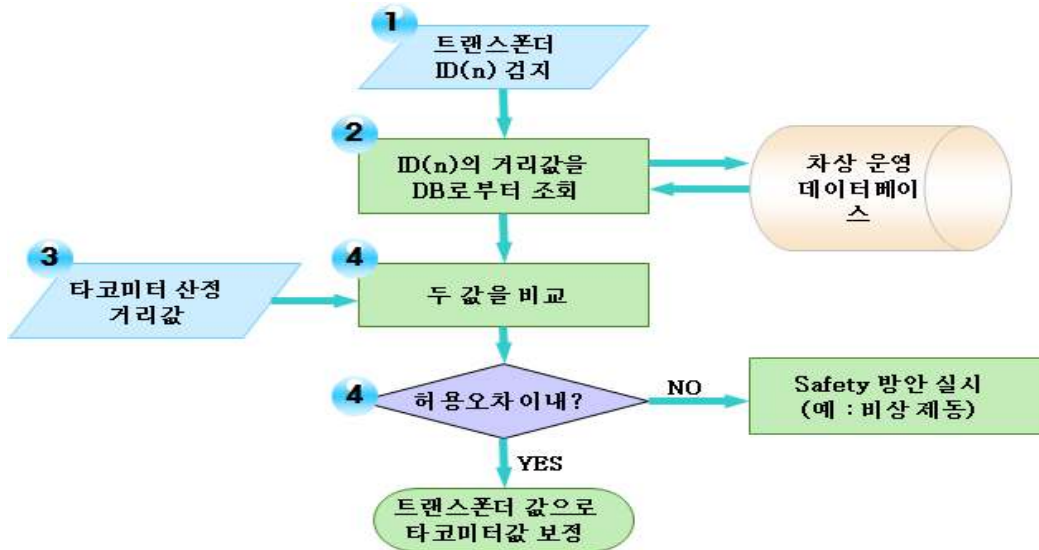 1
트랜스폰더
ID(n) 검지
2
ID(n)의 거리값을
DB로부터 조회
차상 운영
데이터베이
스
3
타코미터 산정
거리값
4
두 값을 비교
4
허용오차이내?
NO
Safety 방안 실시
(예 : 비상 제동)
YES
트랜스폰더 값으로
타코미터값 보정